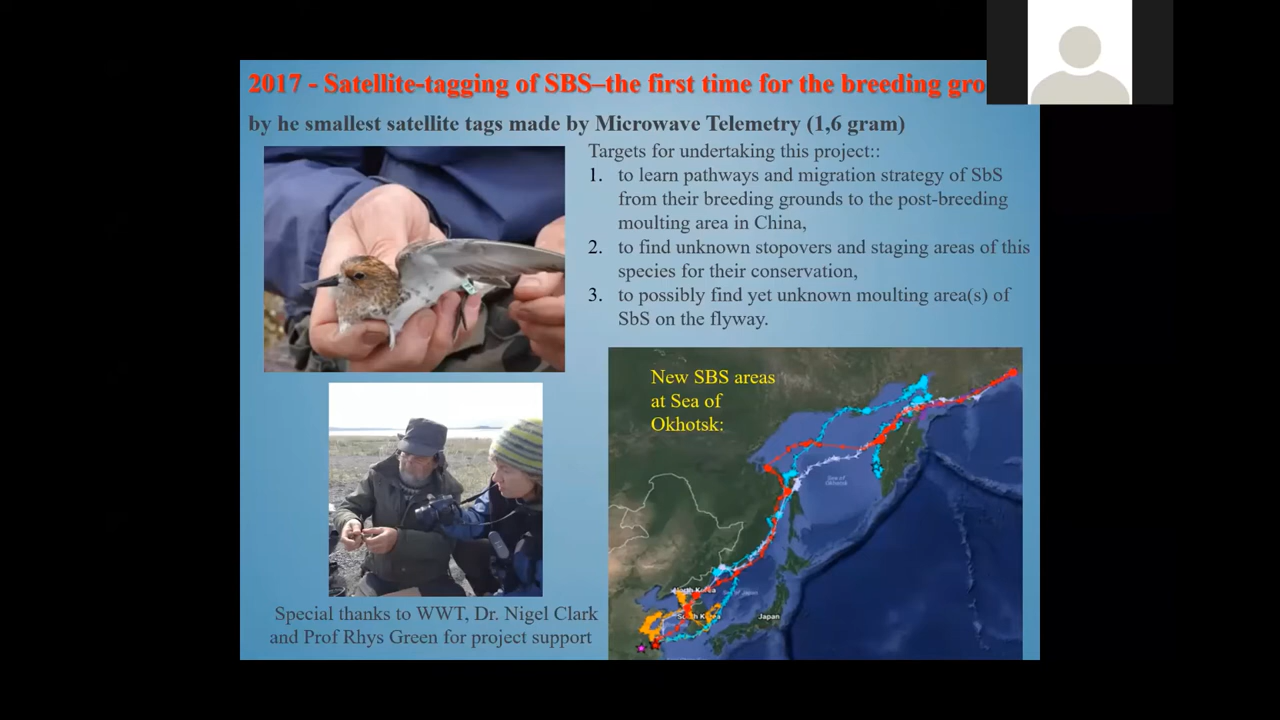 2017 - Satellite-tagging of SBS–the first time for the breeding gro
by he smallest satellite tags made by Microwave Telemetry (1,6 gram)
Targets for undertaking this project::
1. to learn pathways and migration strategy of SbS
from their breeding grounds to the post-breeding
moulting area in China,
2. to find unknown stopovers and staging areas of this
species for their conservation,
3. to possibly find yet unknown moulting area(s) of
SbS on the flyway.
New SBS areas
at Sea of
Okhotsk:
Sea of
Okhotsk
North Korea
South Korea
Japan
Special thanks to WWT, Dr. Nigel Clark
and Prof Rhys Green for project support